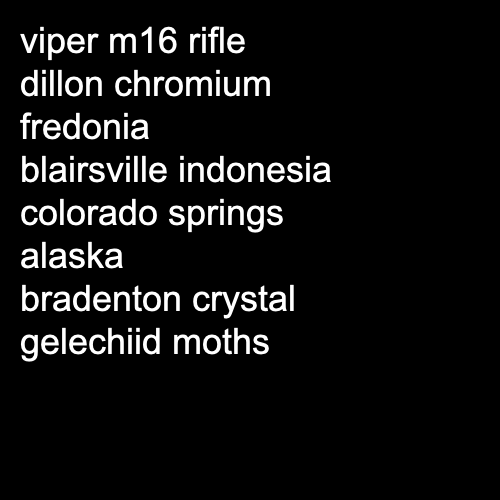 viper m16 rifle
dillon chromium
fredonia
blairsville indonesia
colorado springs
alaska
bradenton crystal
gelechiid moths